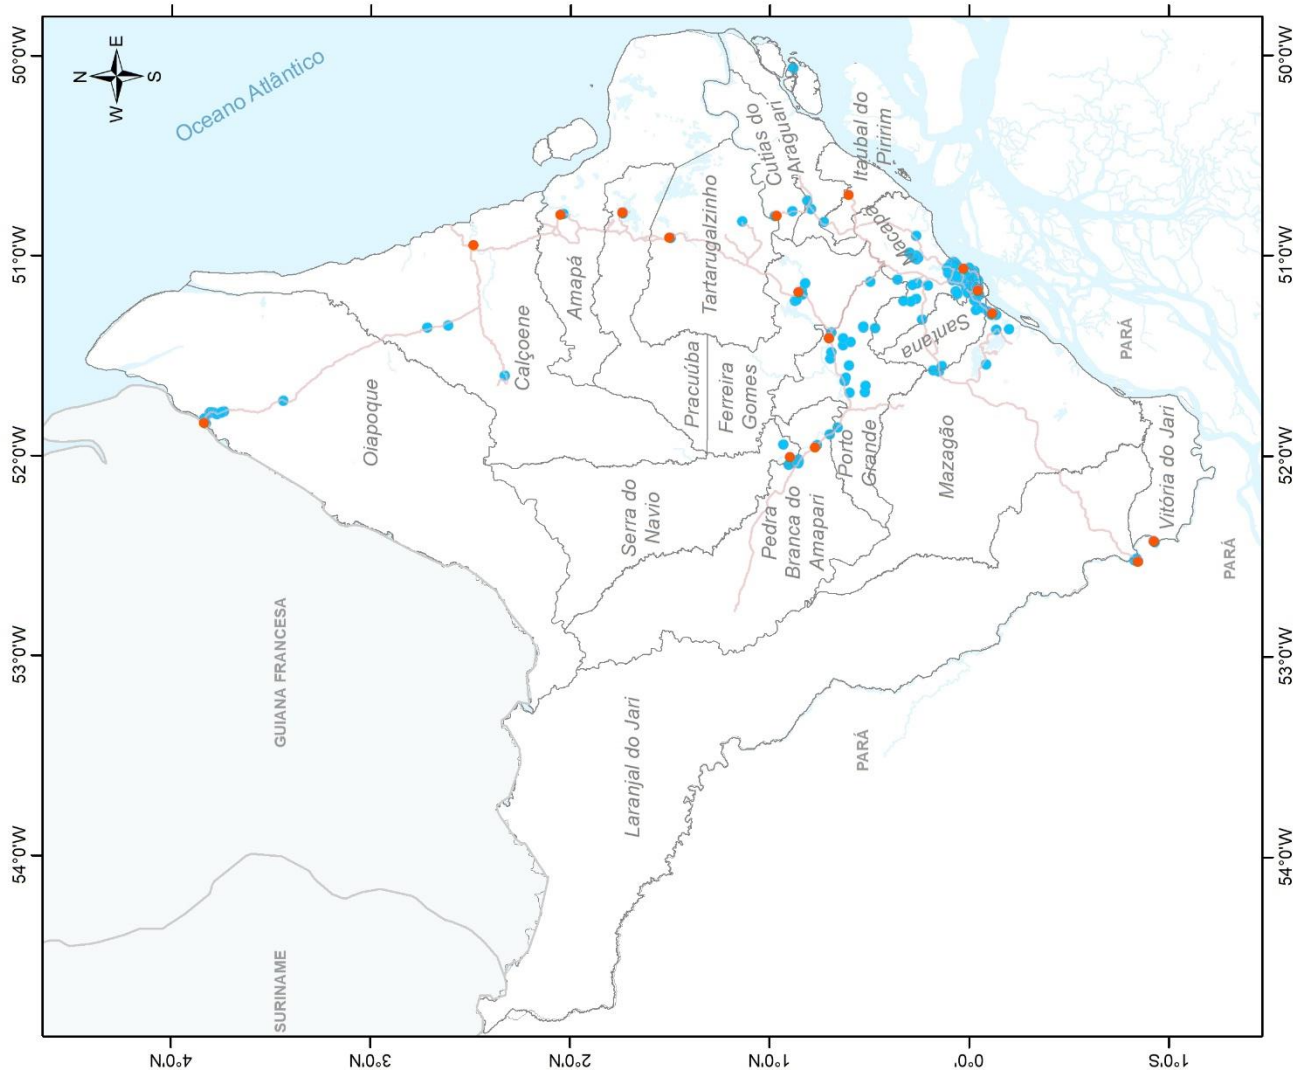 54°0'W
53°0'W
52°0'W
51°0'W
50°0'W
4°0'N
3°0'N
2°0'N
1°0'N
0°0'
1°0'S
N
W
E
S
Oceano Atlântico
SURINAME
GUIANA FRANCESA
Oiapoque
Calçoene
Amapá
Laranjal do Jari
Serra do
Navio
Pracuúba
Tartarugalzinho
Ferreira
Gomes
Pedra
Branca do
Amapari
Porto
Grande
Cutias do
Araguari
Itaubal do
Piririm
Macapá
Santana
Mazagão
Vitória do Jari
PARÁ
PARÁ
PARÁ
54°0'W
53°0'W
52°0'W
51°0'W
50°0'W